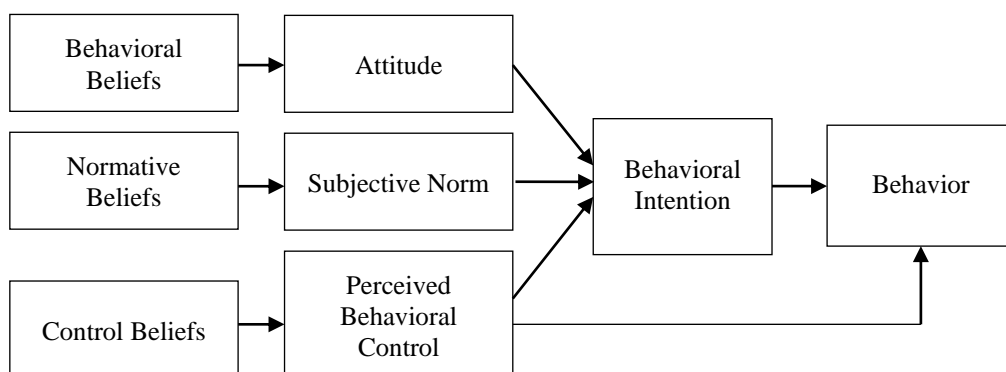 Behavioral
Beliefs
Attitude
Normative
Beliefs
Subjective Norm
Behavioral
Intention
Behavior
Control Beliefs
Perceived
Behavioral
Control